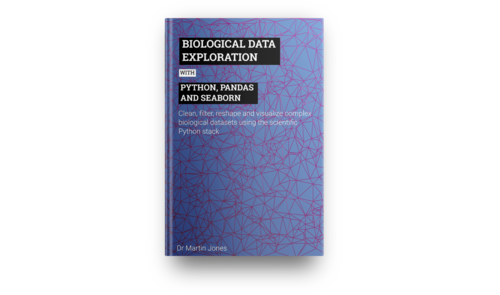 BIOLOGICAL DATA
EXPLORATION
WITH
PYTHON, PANDAS
AND SEABORN
Clean, filter, reshape and visualize complex
biological datasets using the scientific
Python stack
Dr Martin Jones